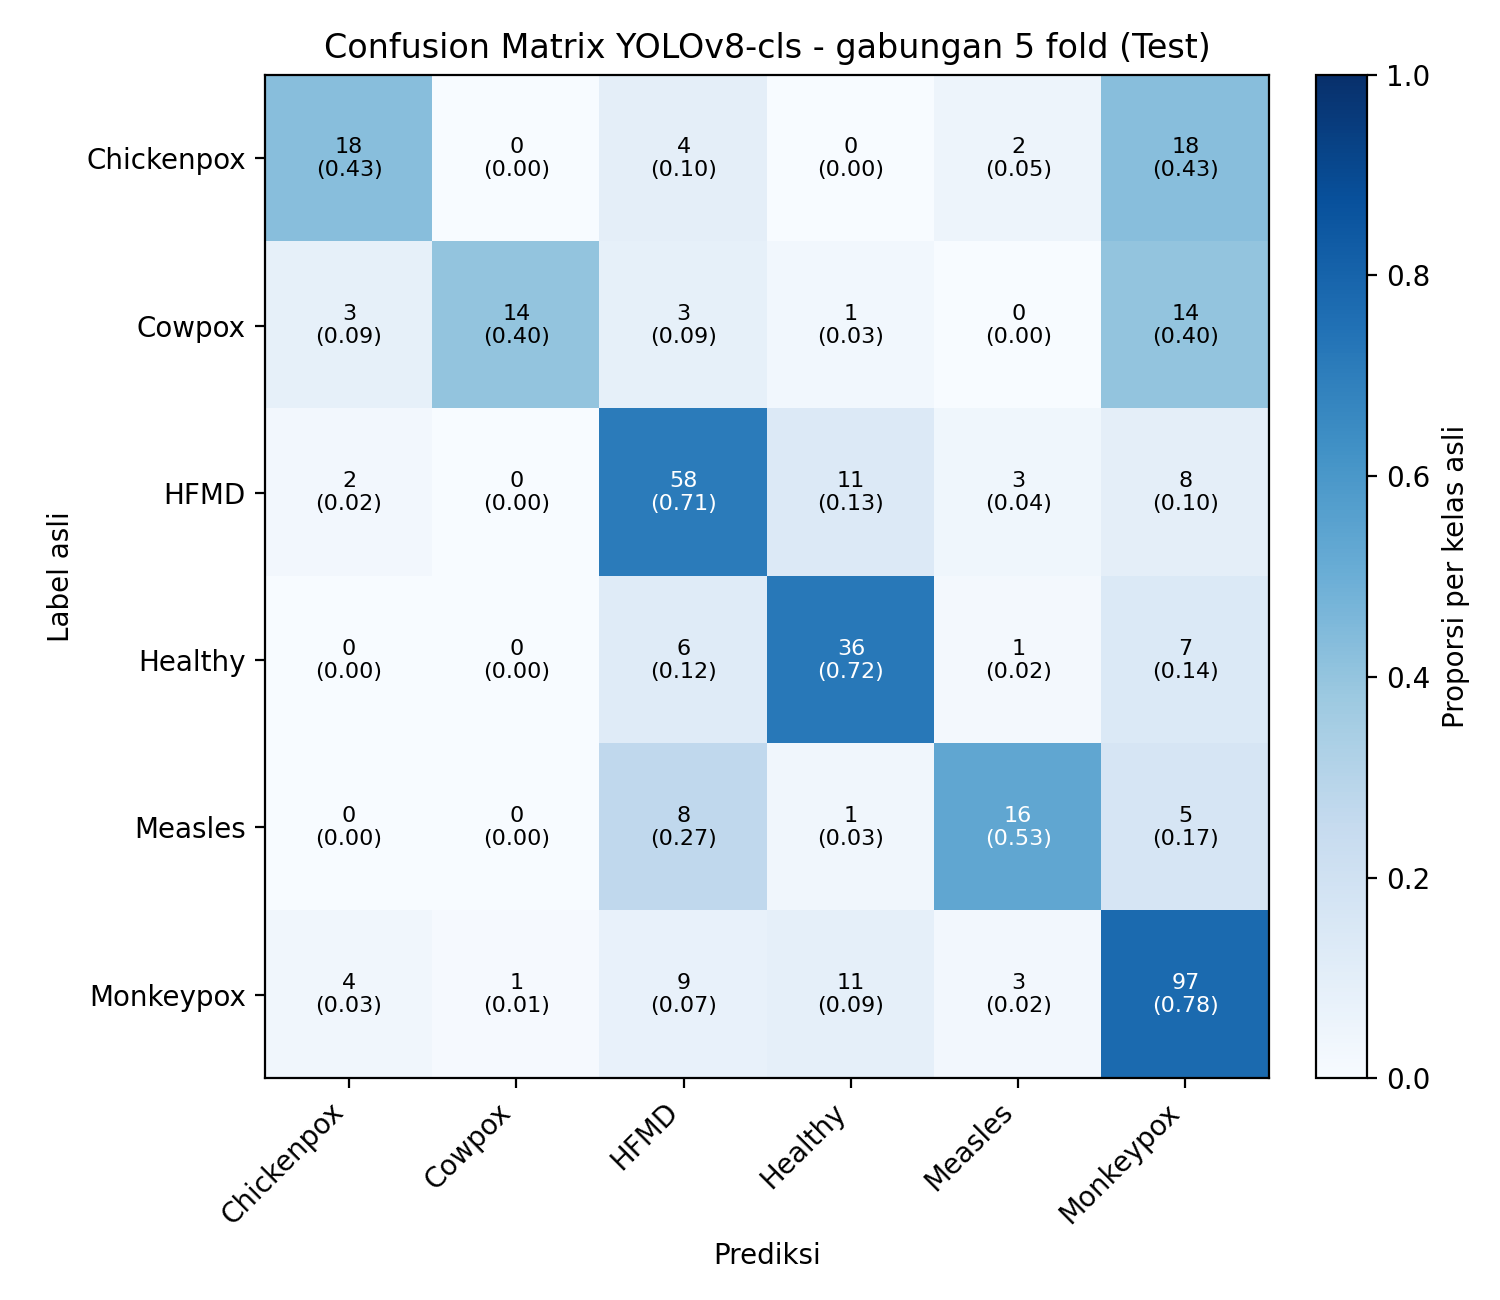 Confusion Matrix YOLOv8-cls - gabungan 5 fold (Test)
Label asli
Chickenpox
18 0 4 0 2 18
(0.43) (0.00) (0.10) (0.00) (0.05) (0.43)
Cowpox
3 14 3 1 0 14
(0.09) (0.40) (0.09) (0.03) (0.00) (0.40)
HFMD
2 0 58 11 3 8
(0.02) (0.00) (0.71) (0.13) (0.04) (0.10)
Healthy
0 0 6 36 1 7
(0.00) (0.00) (0.12) (0.72) (0.02) (0.14)
Measles
0 0 8 1 16 5
(0.00) (0.00) (0.27) (0.03) (0.53) (0.17)
Monkeypox
4 1 9 11 3 97
(0.03) (0.01) (0.07) (0.09) (0.02) (0.78)
Chickenpox Cowpox HFMD Healthy Measles Monkeypox
Prediksi
1.0
0.8
0.6
0.4
0.2
0.0
Proporsi per kelas asli